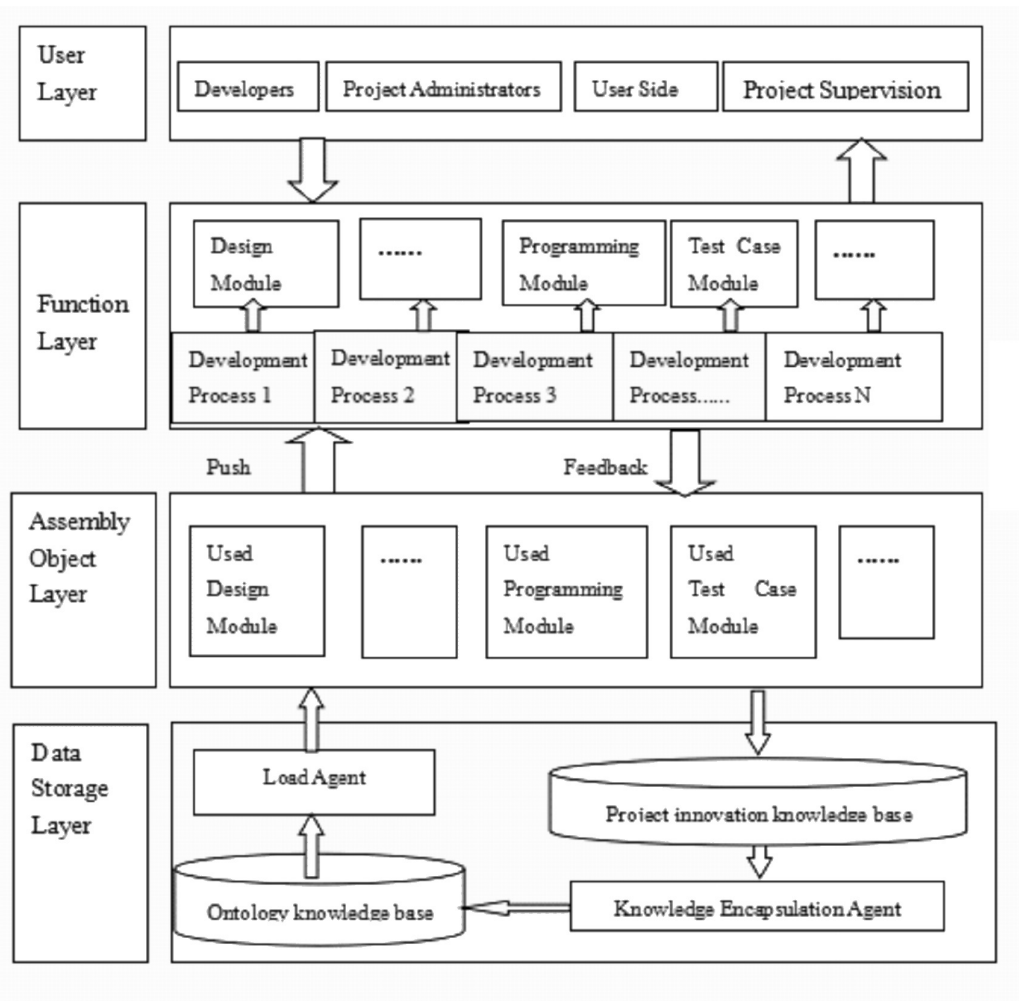 User
Layer
Developers
Project Administrators
User Side
Project Supervision
Function
Layer
Design
Module
......
Programming
Module
Test Case
Module
......
Development
Process 1
Development
Process 2
Development
Process 3
Development
Process......
Development
Process N
Push
Feedback
Assembly
Object
Layer
Used
Design
Module
......
Used
Programming
Module
Used
Test Case
Module
......
Data
Storage
Layer
Load Agent
Project innovation knowledge base
Ontology knowledge base
Knowledge Encapsulation Agent